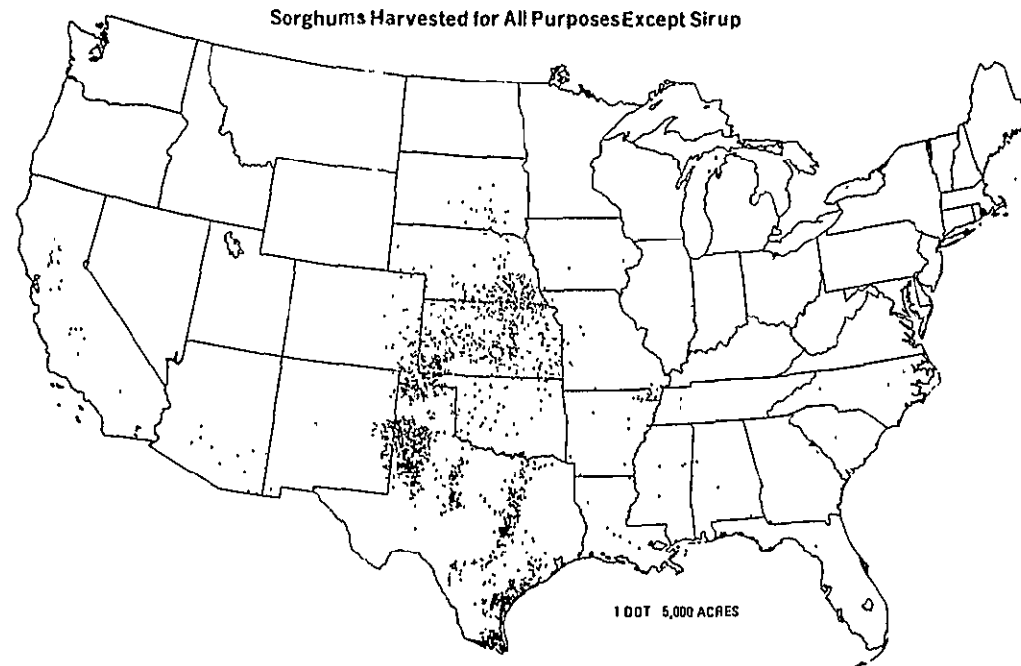 Sorghums Harvested for All Purposes Except Sirup
1 DOT 5,000 ACRES